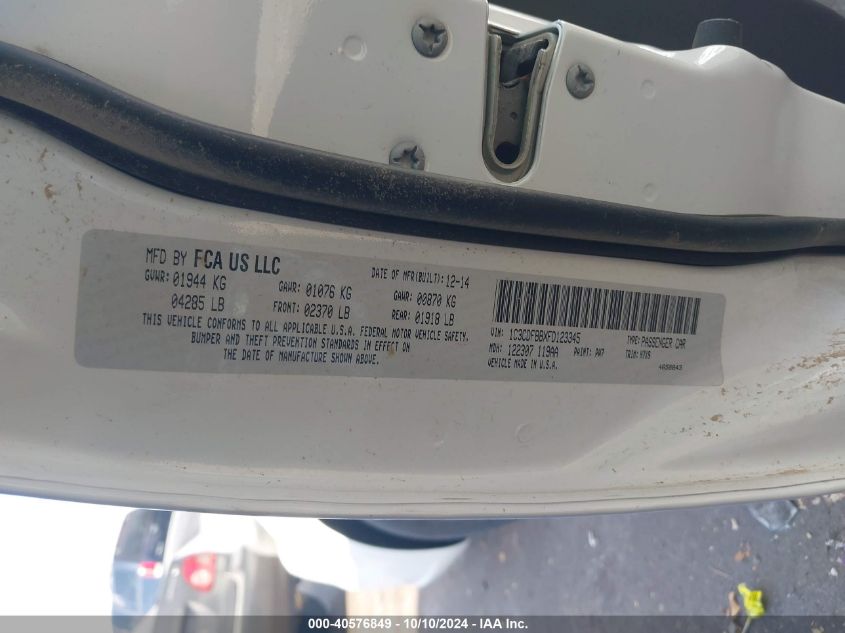 MFD BY FCA US LLC
DATE OF MFR(BUILT): 12-14
GVWR: 01944 KG
04285 LB
GAWR: 01076 KG
FRONT: 02370 LB
GAWR: 00870 KG
REAR: 01918 LB
THIS VEHICLE CONFORMS TO ALL APPLICABLE U.S.A. FEDERAL MOTOR VEHICLE SAFETY,
BUMPER AND THEFT PREVENTION STANDARDS IN EFFECT ON
THE DATE OF MANUFACTURE SHOWN ABOVE.
VIN: 1C3CDFBBXFD123345
TYPE: PASSENGER CAR
MDH: 122307 119AA
PAINT: PW7
TRIM:
VEHICLE MADE IN U.S.A.
000-40576849 - 10/10/2024 - IAA Inc.